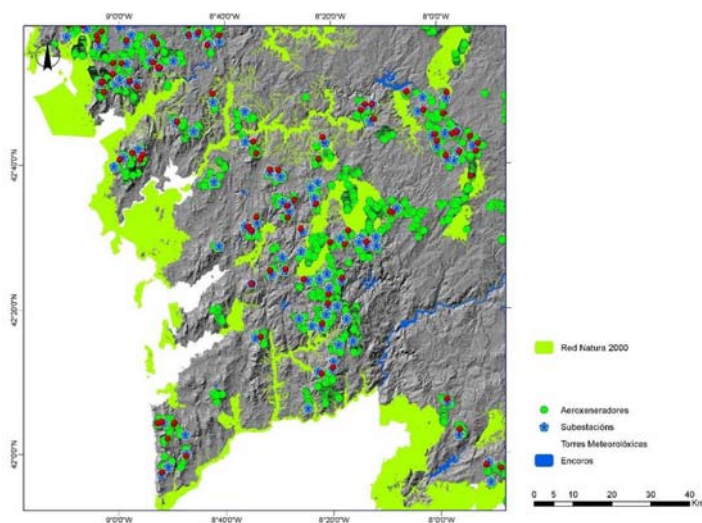 9°0'0"W 8°40'0"W 8°20'0"W 8°0'0"W
42°40'0"N
42°20'0"N
42°0'0"N
Red Natura 2000
Aeroxeneradores
Subestacións
Torres Meteorolóxicas
Encoros
0 5 10 20 30 40
Km
9°0'0"W 8°40'0"W 8°20'0"W 8°0'0"W